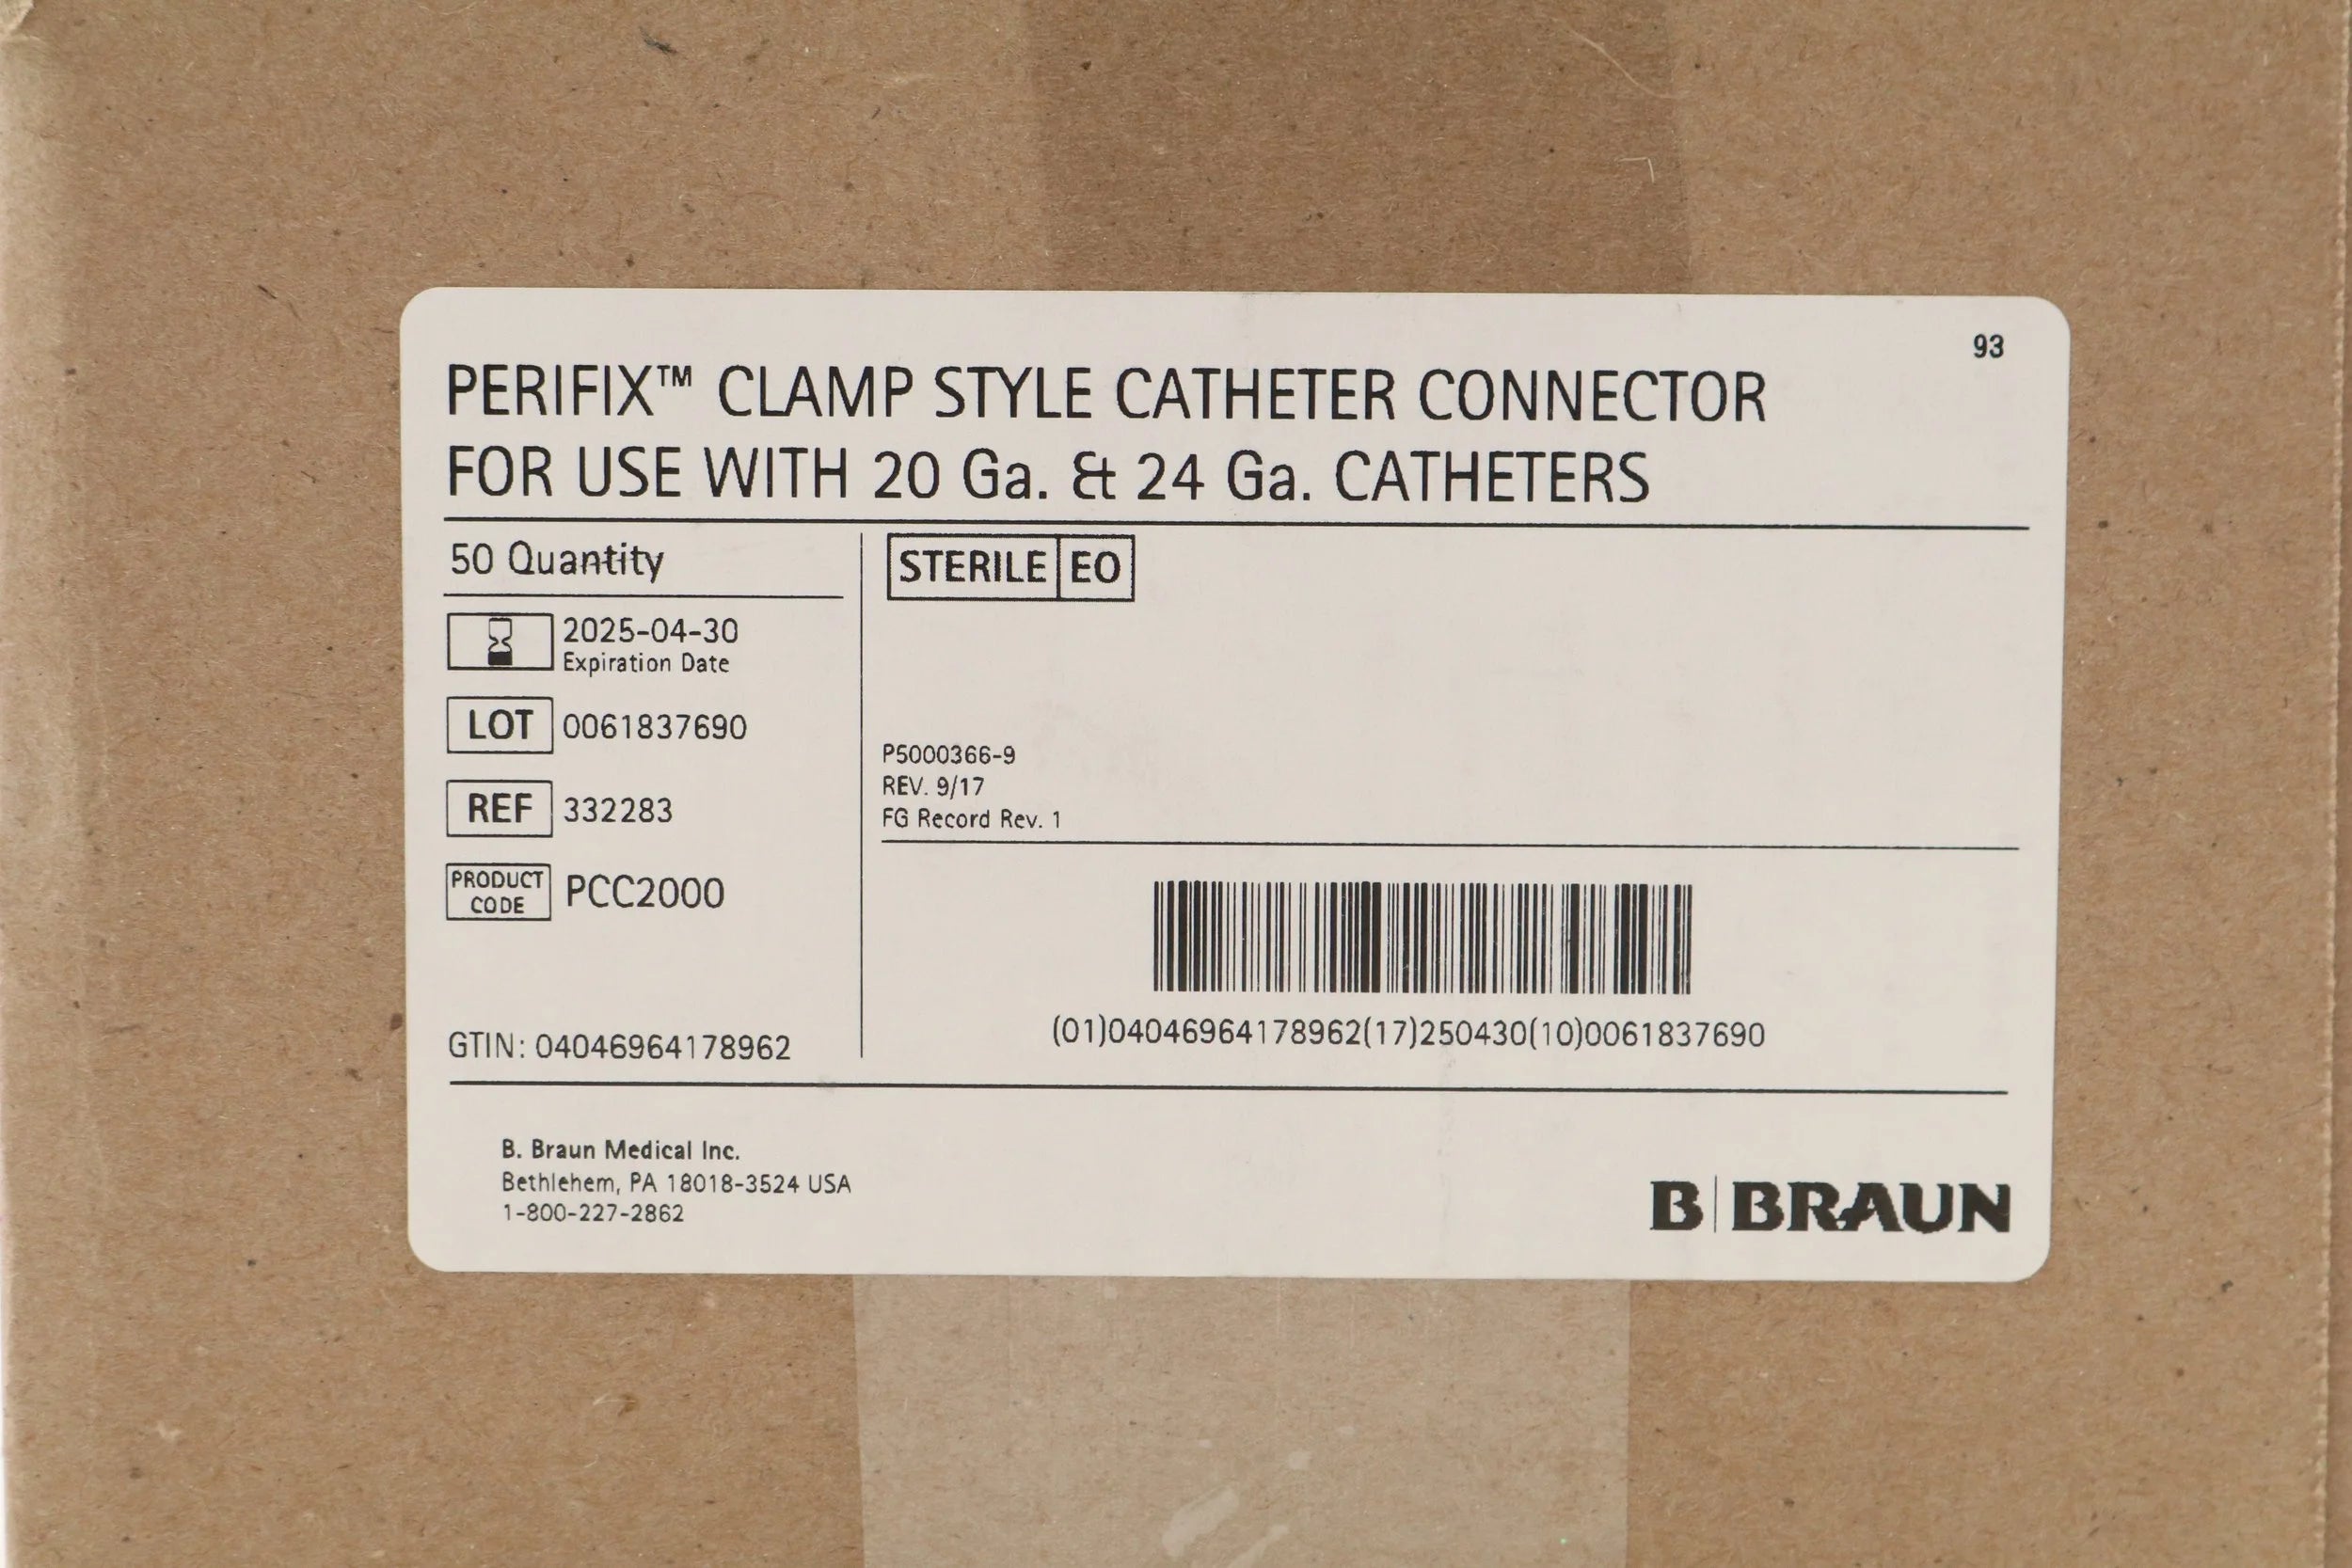 93
PERIFIX™ CLAMP STYLE CATHETER CONNECTOR
FOR USE WITH 20 Ga. & 24 Ga. CATHETERS
50 Quantity
STERILE EO
2025-04-30
Expiration Date
LOT 0061837690
REF 332283
PRODUCT CODE PCC2000
GTIN: 04046964178962
P5000366-9
REV. 9/17
FG Record Rev. 1
(01)04046964178962(17)250430(10)0061837690
B. Braun Medical Inc.
Bethlehem, PA 18018-3524 USA
1-800-227-2862
B|BRAUN